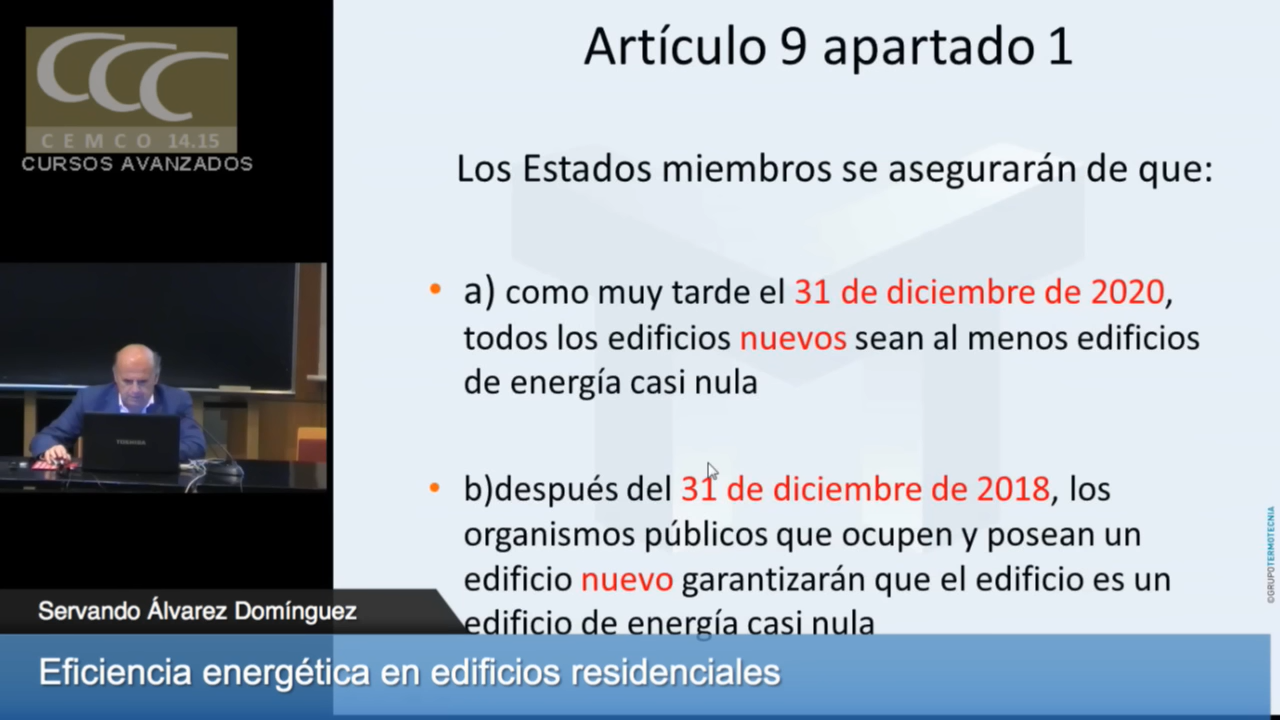 CCC
CEMCO 14.15
CURSOS AVANZADOS
Artículo 9 apartado 1
Los Estados miembros se asegurarán de que:
a) como muy tarde el 31 de diciembre de 2020,
todos los edificios nuevos sean al menos edificios
de energía casi nula
b)después del 31 de diciembre de 2018, los
organismos públicos que ocupen y posean un
edificio nuevo garantizarán que el edificio es un
edificio de energía casi nula
TOSHIBA
©GRUPOTERMOTECNIA
Servando Álvarez Domínguez
Eficiencia energética en edificios residenciales